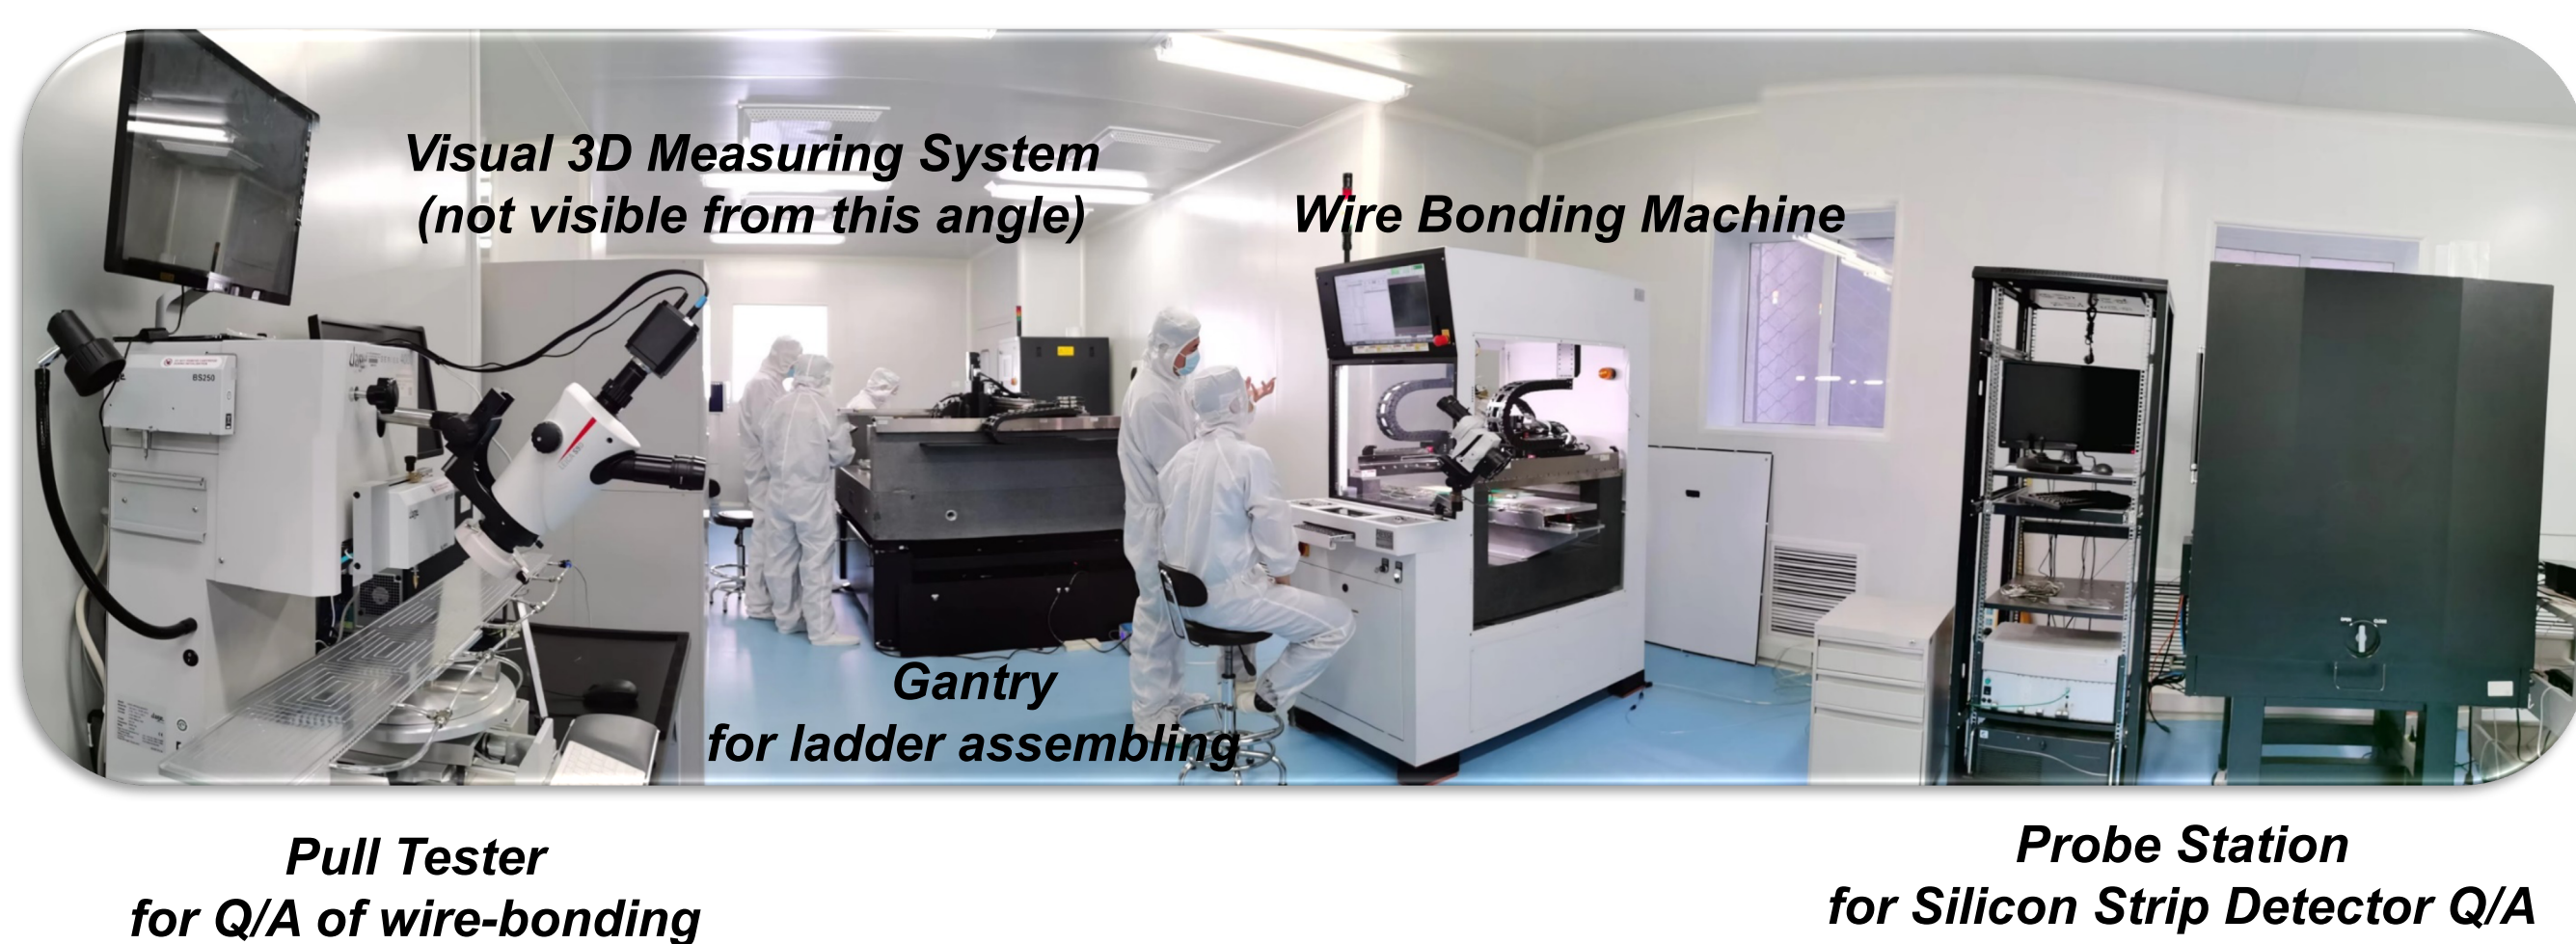 Visual 3D Measuring System
(not visible from this angle)
Wire Bonding Machine
BS250
Gantry
for ladder assembling
Pull Tester
for Q/A of wire-bonding
Probe Station
for Silicon Strip Detector Q/A